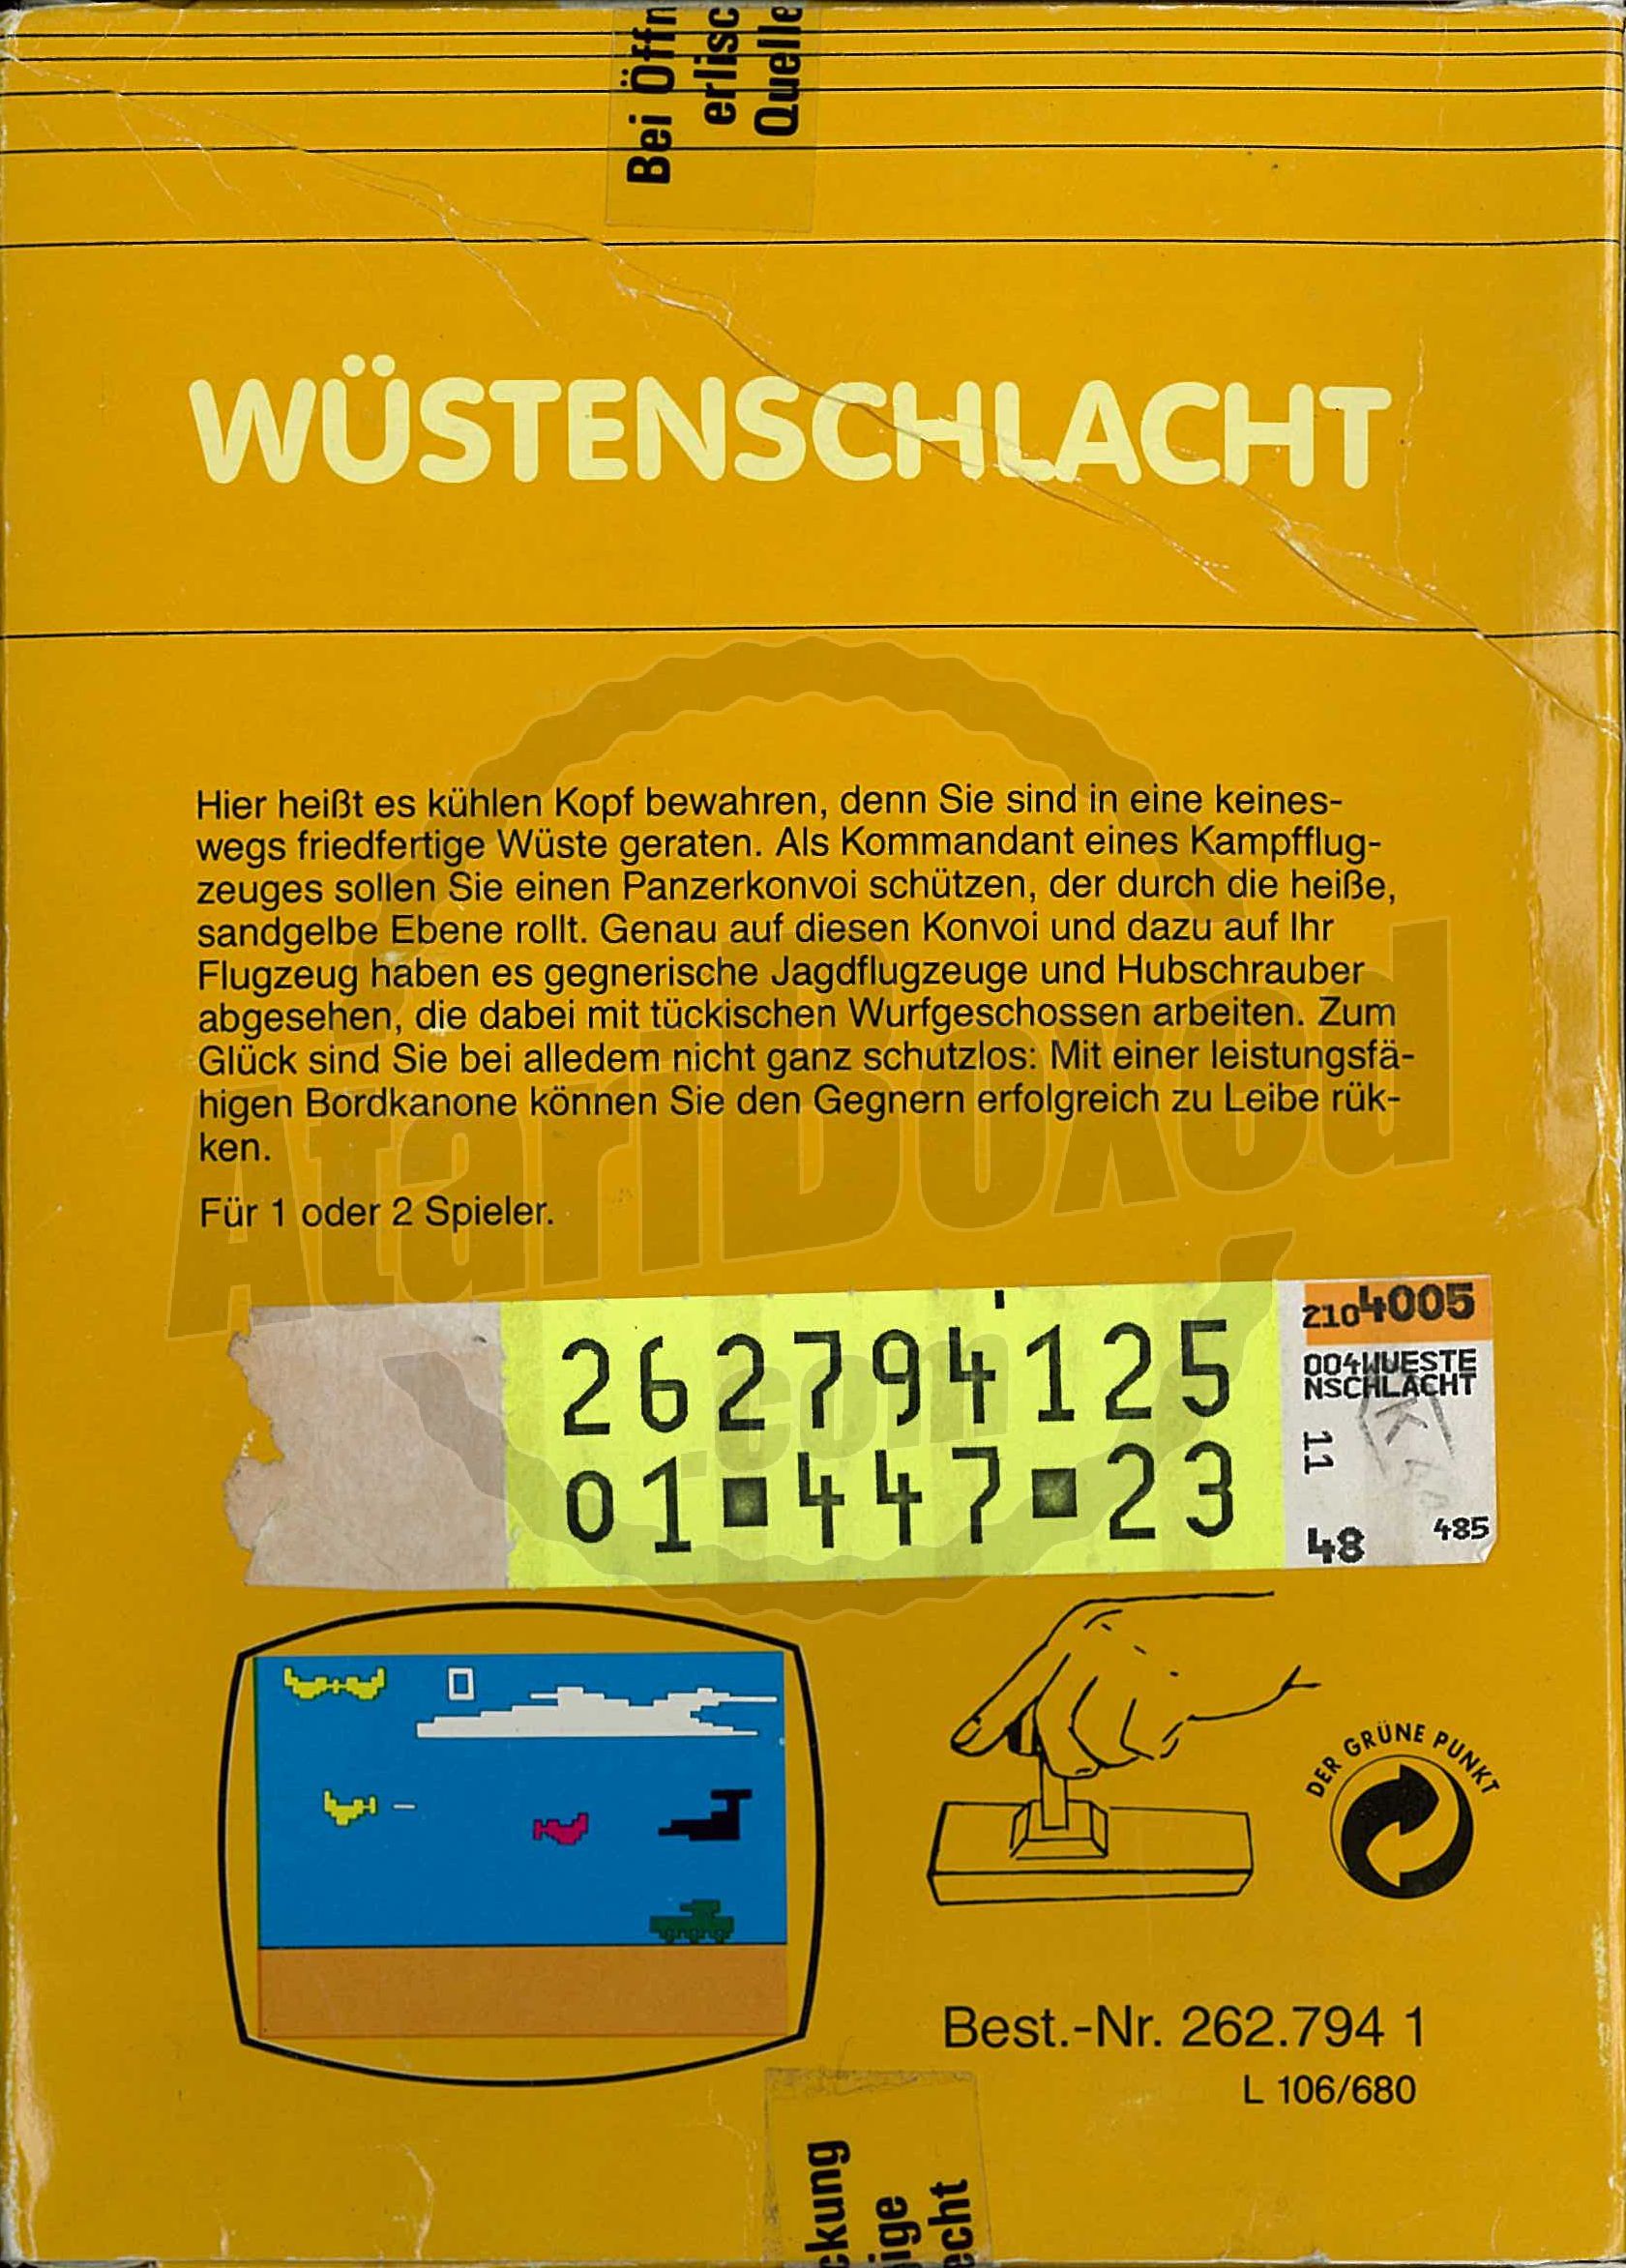 Bei Öffn
erlisc
Quelle
WÜSTENSCHLACHT
Hier heißt es kühlen Kopf bewahren, denn Sie sind in eine keines-
wegs friedfertige Wüste geraten. Als Kommandant eines Kampfflug-
zeuges sollen Sie einen Panzerkonvoi schützen, der durch die heiße,
sandgelbe Ebene rollt. Genau auf diesen Konvoi und dazu auf Ihr
Flugzeug haben es gegnerische Jagdflugzeuge und Hubschrauber
abgesehen, die dabei mit tückischen Wurfgeschossen arbeiten. Zum
Glück sind Sie bei alledem nicht ganz schutzlos: Mit einer leistungsfä-
higen Bordkanone können Sie den Gegnern erfolgreich zu Leibe rük-
ken.
Für 1 oder 2 Spieler.
AtariBoxed
.com
262794125
01 447 23
2104005
004WUESTE
NSCHLACHT
11
48 485
0
DER GRÜNE PUNKT
Best.-Nr. 262.794 1
L 106/680
ckung
ige
echt